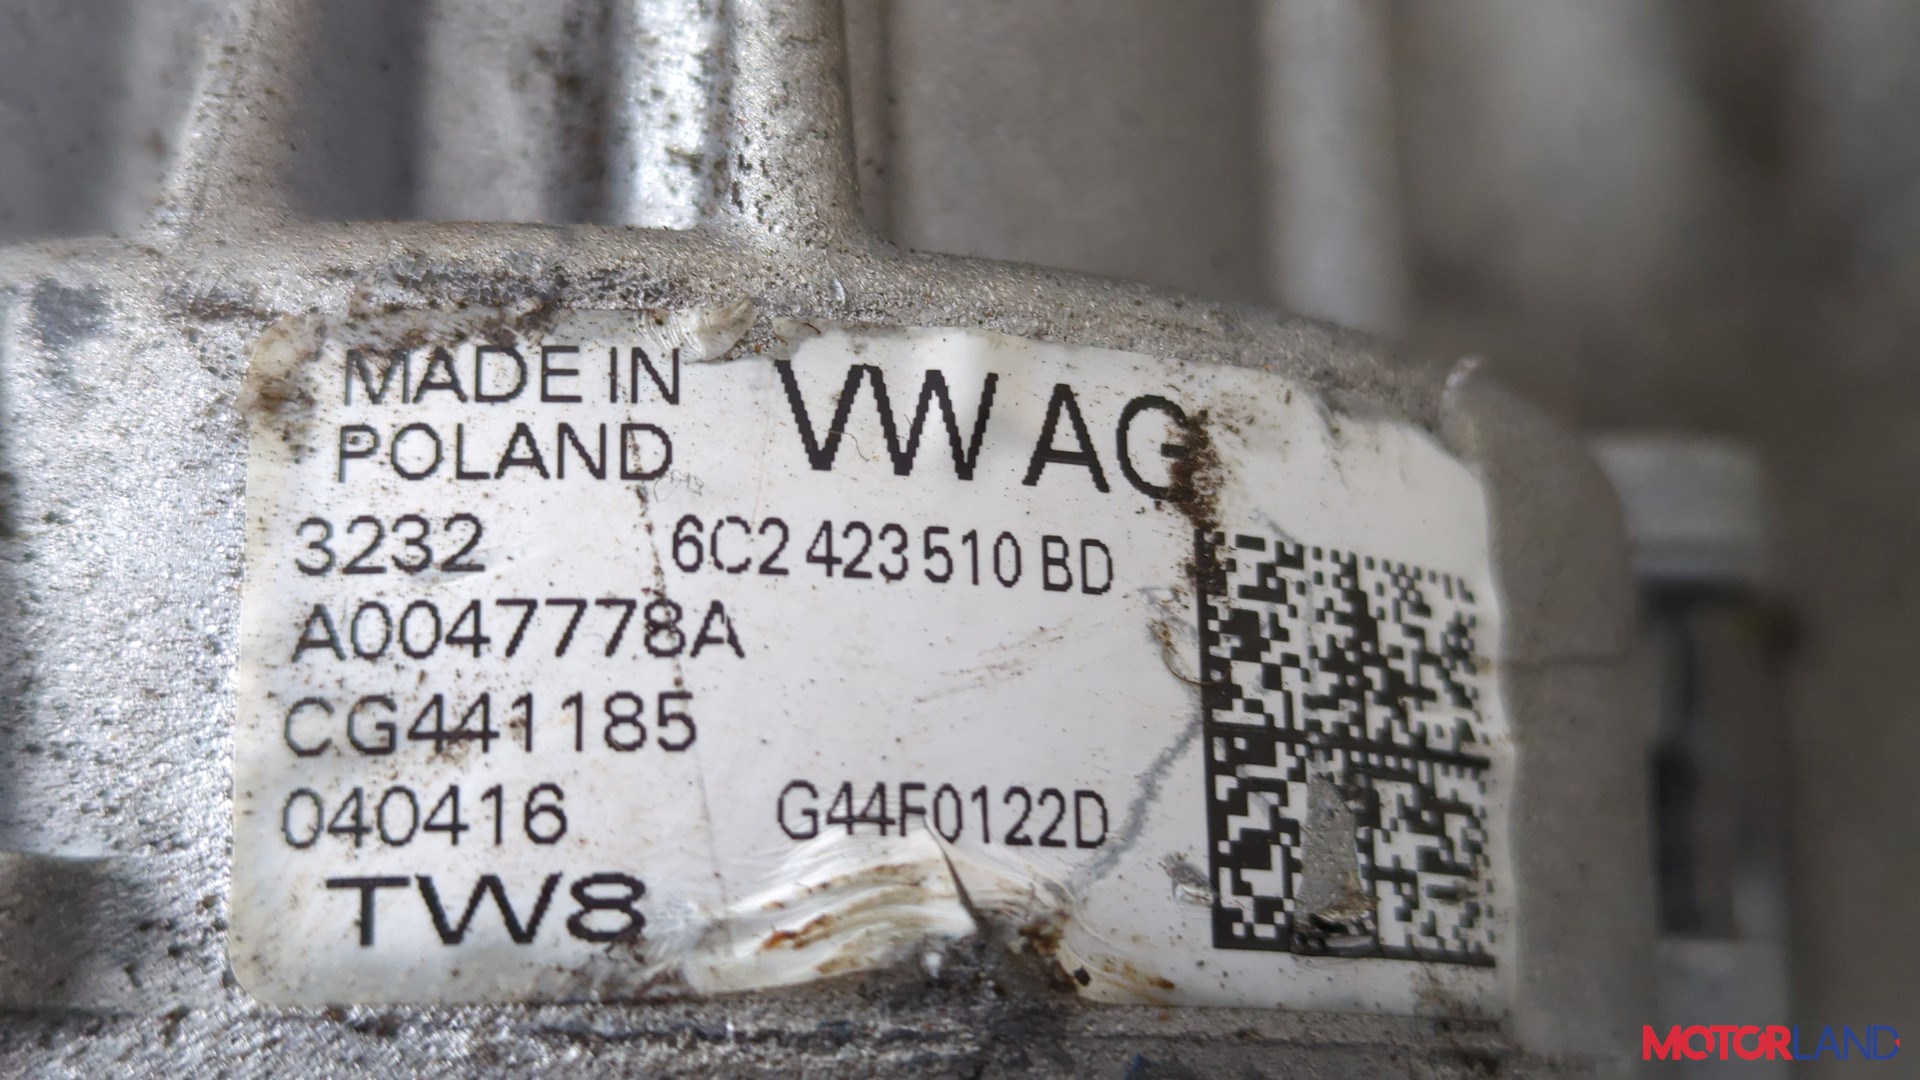 MADE IN POLAND VW AG
3232 6C2 423 510 BD
A0047778A
CG441185
040416 G44F0122D
TW8
MOTORLAND